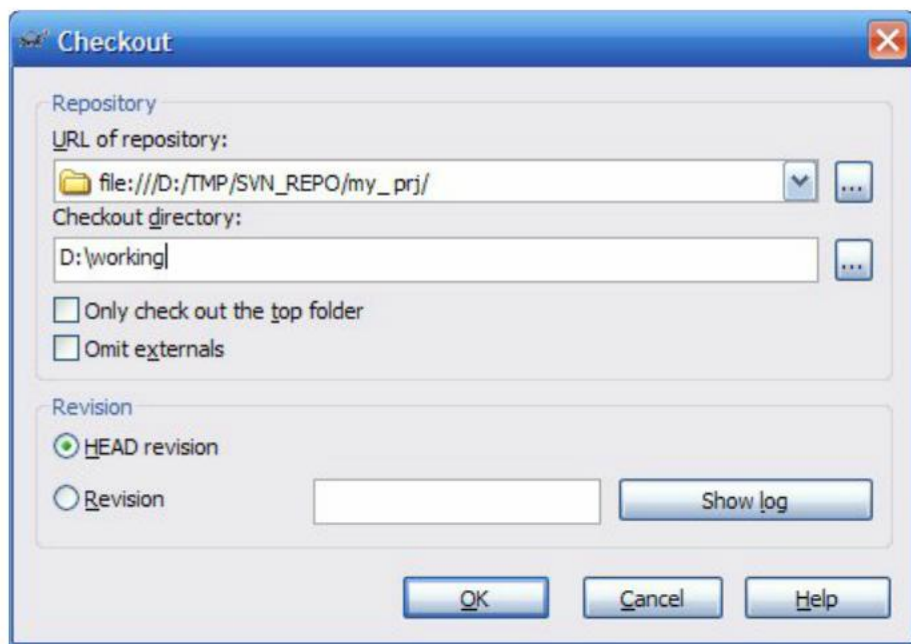 Checkout
Repository
URL of repository:
file:///D:/TMP/SVN_REPO/my_prj/
...
Checkout directory:
D:\working
...
Only check out the top folder
Omit externals
Revision
HEAD revision
Revision
Show log
OK Cancel Help